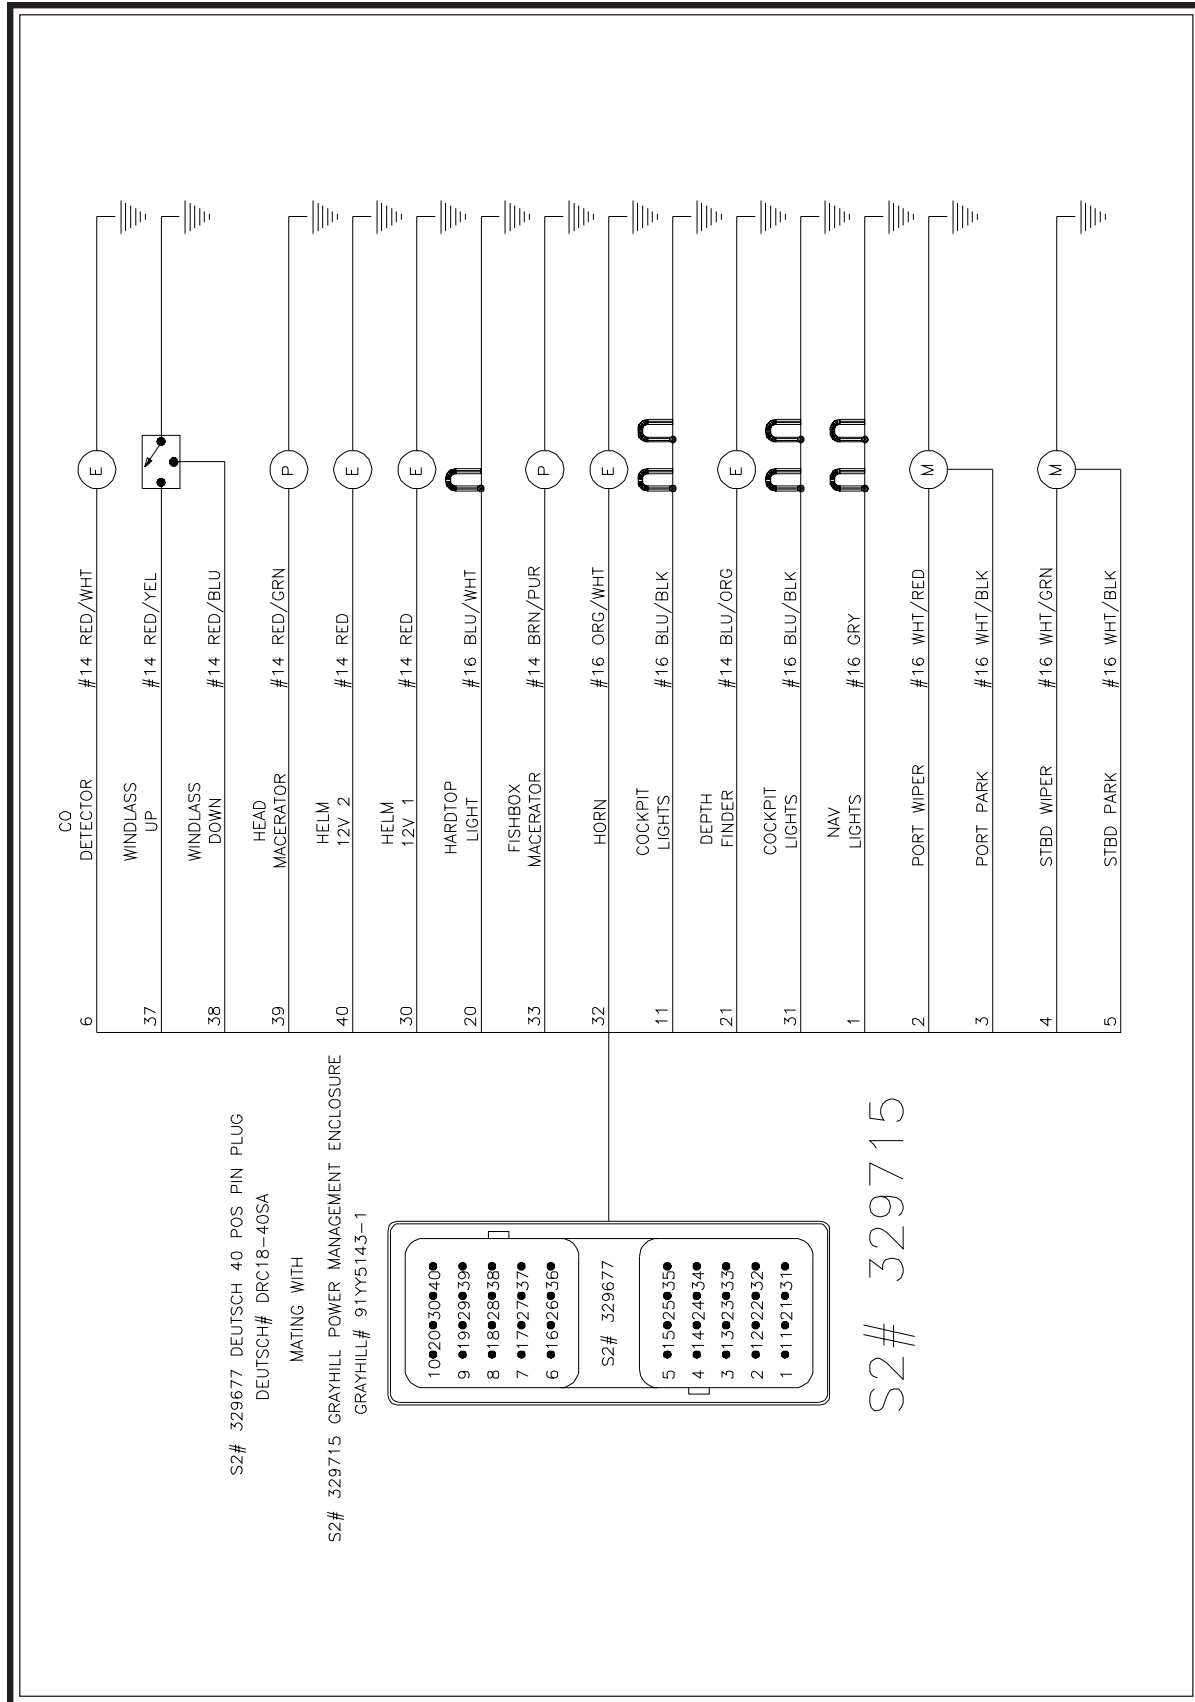 S2# 329677 DEUTSCH 40 POS PIN PLUG
DEUTSCH# DRC18-40SA
MATING WITH
S2# 329715 GRAYHILL POWER MANAGEMENT ENCLOSURE
GRAYHILL# 91YY5143-1
10 20 30 40
9 19 29 39
8 18 28 38
7 17 27 37
6 16 26 36
S2# 329677
5 15 25 35
4 14 24 34
3 13 23 33
2 12 22 32
1 11 21 31
S2# 329715
6 CO
DETECTOR #14 RED/WHT E
37 WINDLASS
UP #14 RED/YEL
38 WINDLASS
DOWN #14 RED/BLU
39 HEAD
MACERATOR #14 RED/GRN P
40 HELM
12V 2 #14 RED E
30 HELM
12V 1 #14 RED E
20 HARDTOP
LIGHT #16 BLU/WHT
33 FISHBOX
MACERATOR #14 BRN/PUR P
32 HORN #16 ORG/WHT E
11 COCKPIT
LIGHTS #16 BLU/BLK
21 DEPTH
FINDER #14 BLU/ORG E
31 COCKPIT
LIGHTS #16 BLU/BLK
1 NAV
LIGHTS #16 GRY
2 PORT WIPER #16 WHT/RED M
3 PORT PARK #16 WHT/BLK
4 STBD WIPER #16 WHT/GRN M
5 STBD PARK #16 WHT/BLK